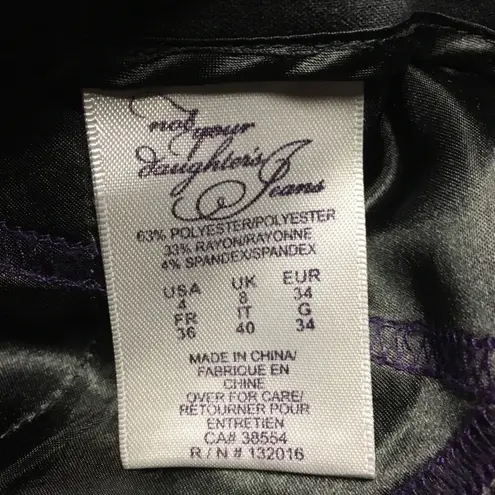 not your
daughter's
Jeans
63% POLYESTER/POLYESTER
33% RAYON/RAYONNE
4% SPANDEX/SPANDEX
USA UK EUR
4 8 34
FR IT G
36 40 34
MADE IN CHINA/
FABRIQUE EN
CHINE
OVER FOR CARE/
RETOURNER POUR
ENTRETIEN
CA# 38554
R / N # 132016